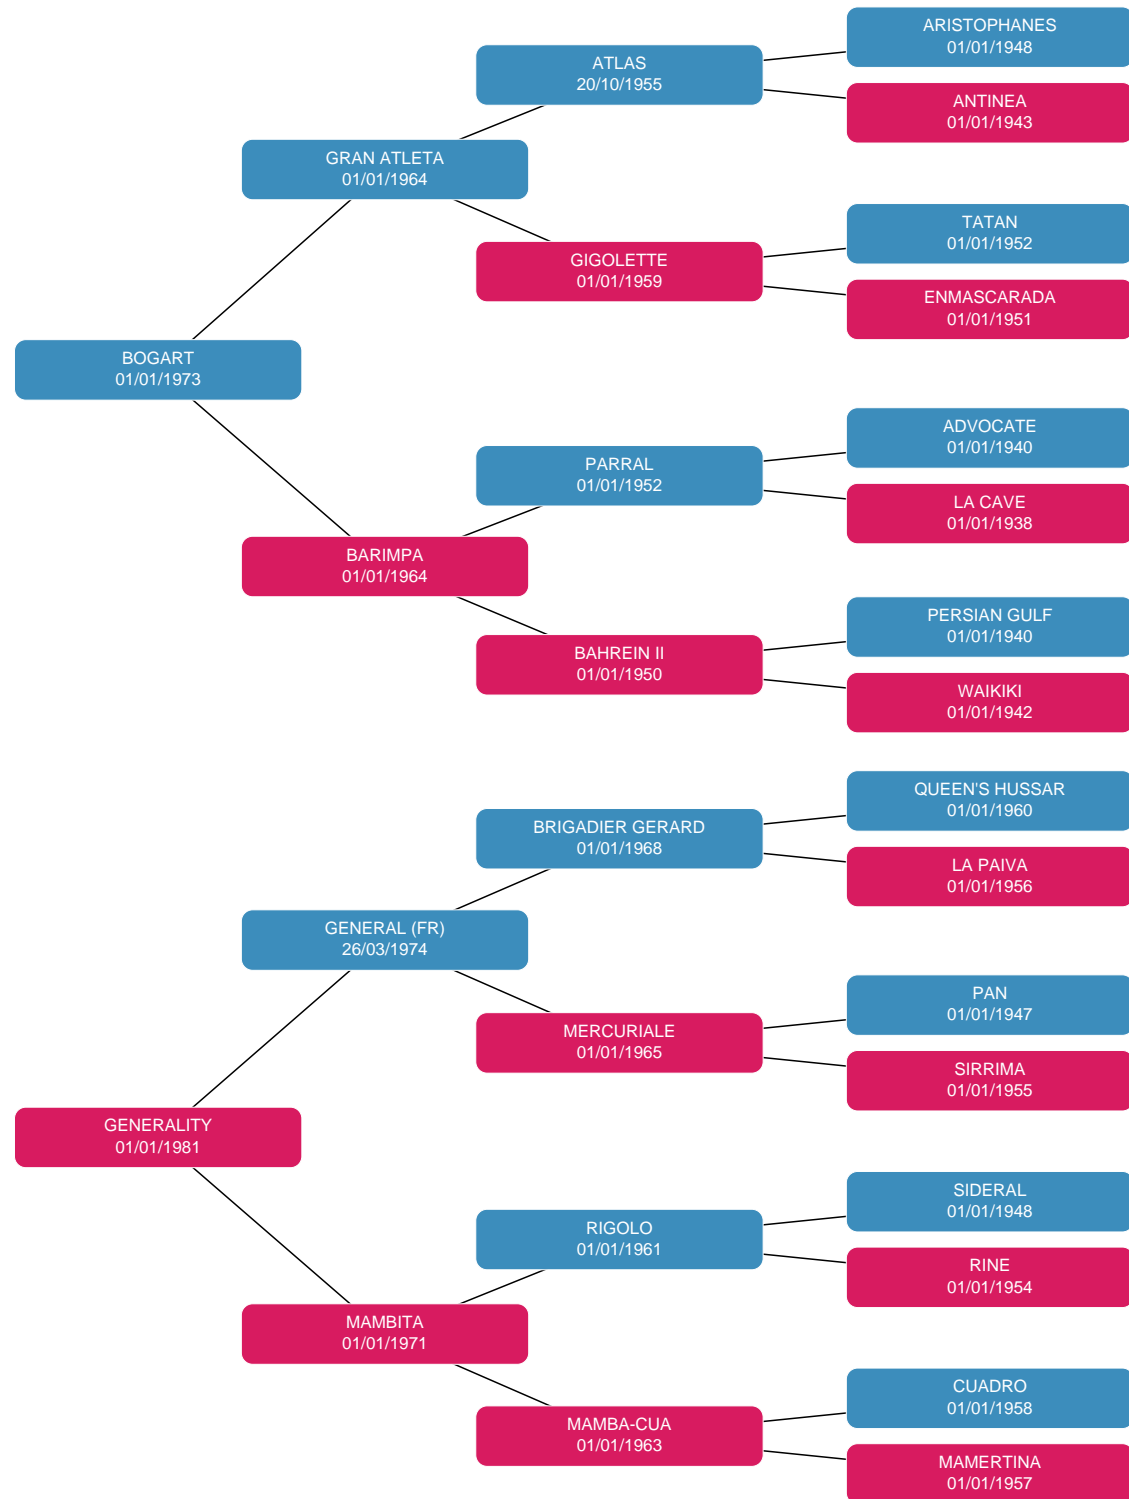 ARISTOPHANES
01/01/1948
ATLAS
20/10/1955
ANTINEA
01/01/1943
GRAN ATLETA
01/01/1964
TATAN
01/01/1952
GIGOLETTE
01/01/1959
ENMASCARADA
01/01/1951
BOGART
01/01/1973
ADVOCATE
01/01/1940
PARRAL
01/01/1952
LA CAVE
01/01/1938
BARIMPA
01/01/1964
PERSIAN GULF
01/01/1940
BAHREIN II
01/01/1950
WAIKIKI
01/01/1942
QUEEN'S HUSSAR
01/01/1960
BRIGADIER GERARD
01/01/1968
LA PAIVA
01/01/1956
GENERAL (FR)
26/03/1974
PAN
01/01/1947
MERCURIALE
01/01/1965
SIRRIMA
01/01/1955
GENERALITY
01/01/1981
SIDERAL
01/01/1948
RIGOLO
01/01/1961
RINE
01/01/1954
MAMBITA
01/01/1971
CUADRO
01/01/1958
MAMBA-CUA
01/01/1963
MAMERTINA
01/01/1957